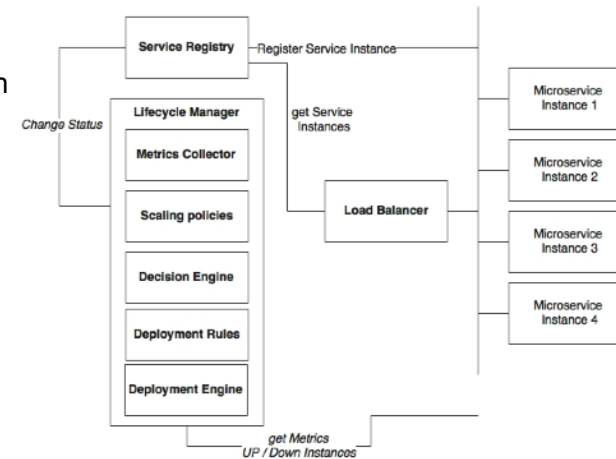 Service Registry
Register Service Instance
Change Status
Lifecycle Manager
Metrics Collector
Scaling policies
Decision Engine
Deployment Rules
Deployment Engine
get Service
Instances
Load Balancer
Microservice
Instance 1
Microservice
Instance 2
Microservice
Instance 3
Microservice
Instance 4
get Metrics
UP / Down Instances